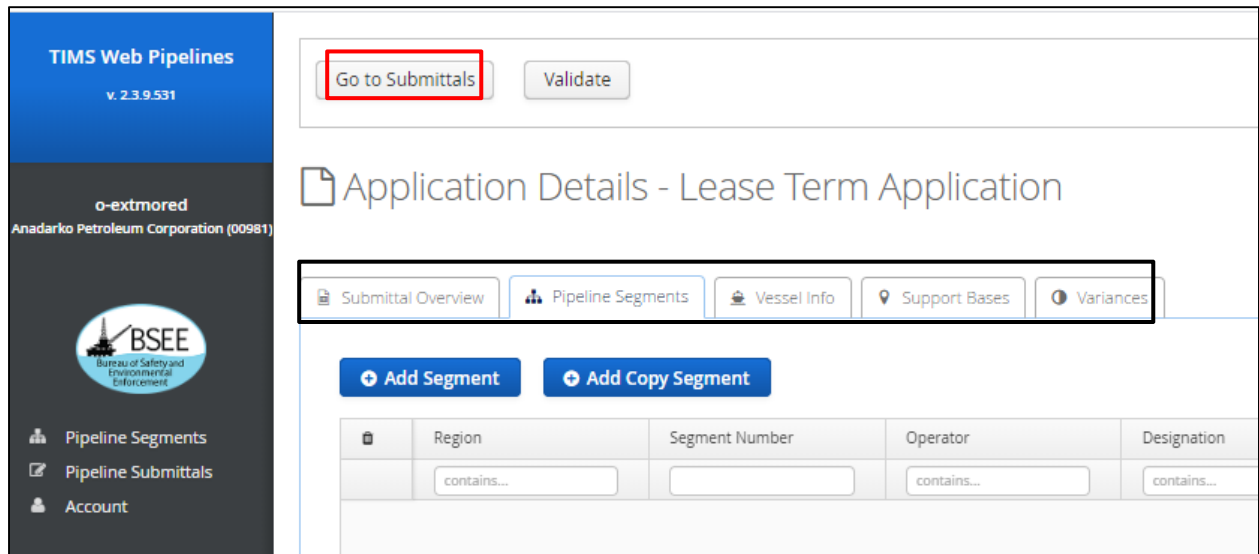 TIMS Web Pipelines
v. 2.3.9.531
o-extmored
Anadarko Petroleum Corporation (00981)
BSEE
Bureau of Safety and
Environmental
Enforcement
Pipeline Segments
Pipeline Submittals
Account
Go to Submittals Validate
Application Details - Lease Term Application
Submittal Overview Pipeline Segments Vessel Info Support Bases Variances
Add Segment Add Copy Segment
Region Segment Number Operator Designation
contains... contains... contains...